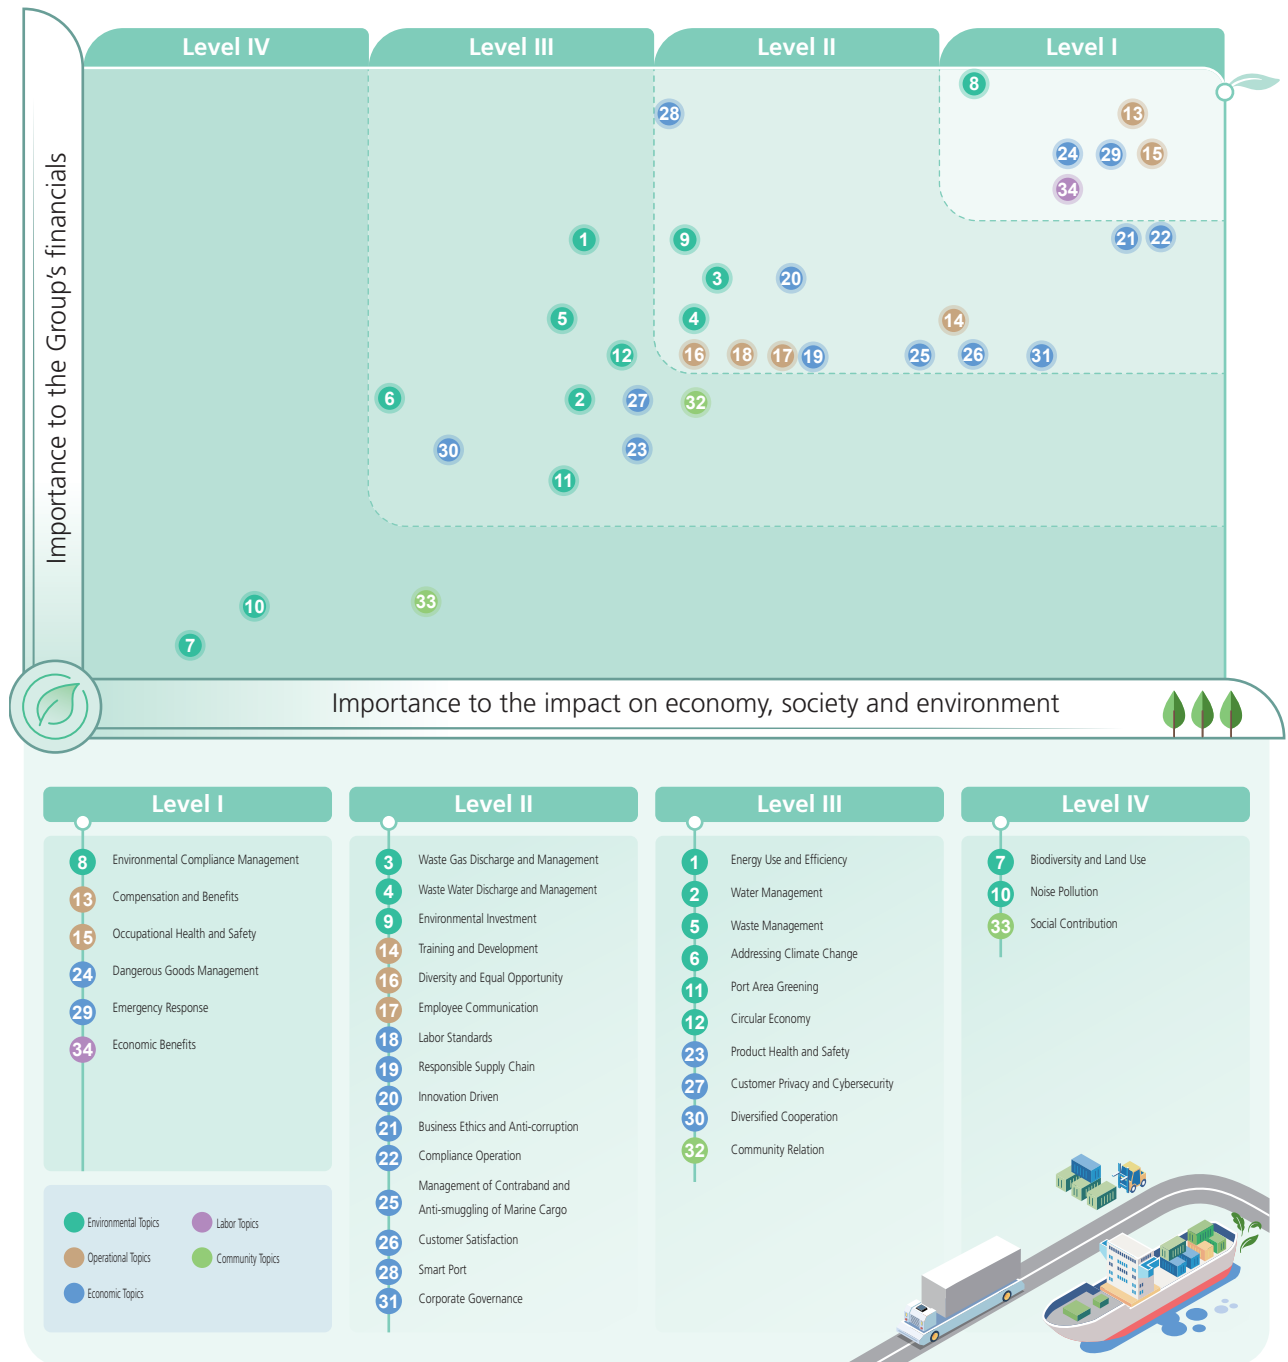 Level IV
Level III
Level II
Level I
Importance to the Group's financials
8
28
13
24
29
15
34
1
9
21
22
3
20
5
4
14
12
16
18
17
19
25
26
31
6
2
27
32
30
23
11
10
33
7
Importance to the impact on economy, society and environment
Level I
8 Environmental Compliance Management
13 Compensation and Benefits
15 Occupational Health and Safety
24 Dangerous Goods Management
29 Emergency Response
34 Economic Benefits
Environmental Topics
Labor Topics
Operational Topics
Community Topics
Economic Topics
Level II
3 Waste Gas Discharge and Management
4 Waste Water Discharge and Management
9 Environmental Investment
14 Training and Development
16 Diversity and Equal Opportunity
17 Employee Communication
18 Labor Standards
19 Responsible Supply Chain
20 Innovation Driven
21 Business Ethics and Anti-corruption
22 Compliance Operation
25 Management of Contraband and
Anti-smuggling of Marine Cargo
26 Customer Satisfaction
28 Smart Port
31 Corporate Governance
Level III
1 Energy Use and Efficiency
2 Water Management
5 Waste Management
6 Addressing Climate Change
11 Port Area Greening
12 Circular Economy
23 Product Health and Safety
27 Customer Privacy and Cybersecurity
30 Diversified Cooperation
32 Community Relation
Level IV
7 Biodiversity and Land Use
10 Noise Pollution
33 Social Contribution